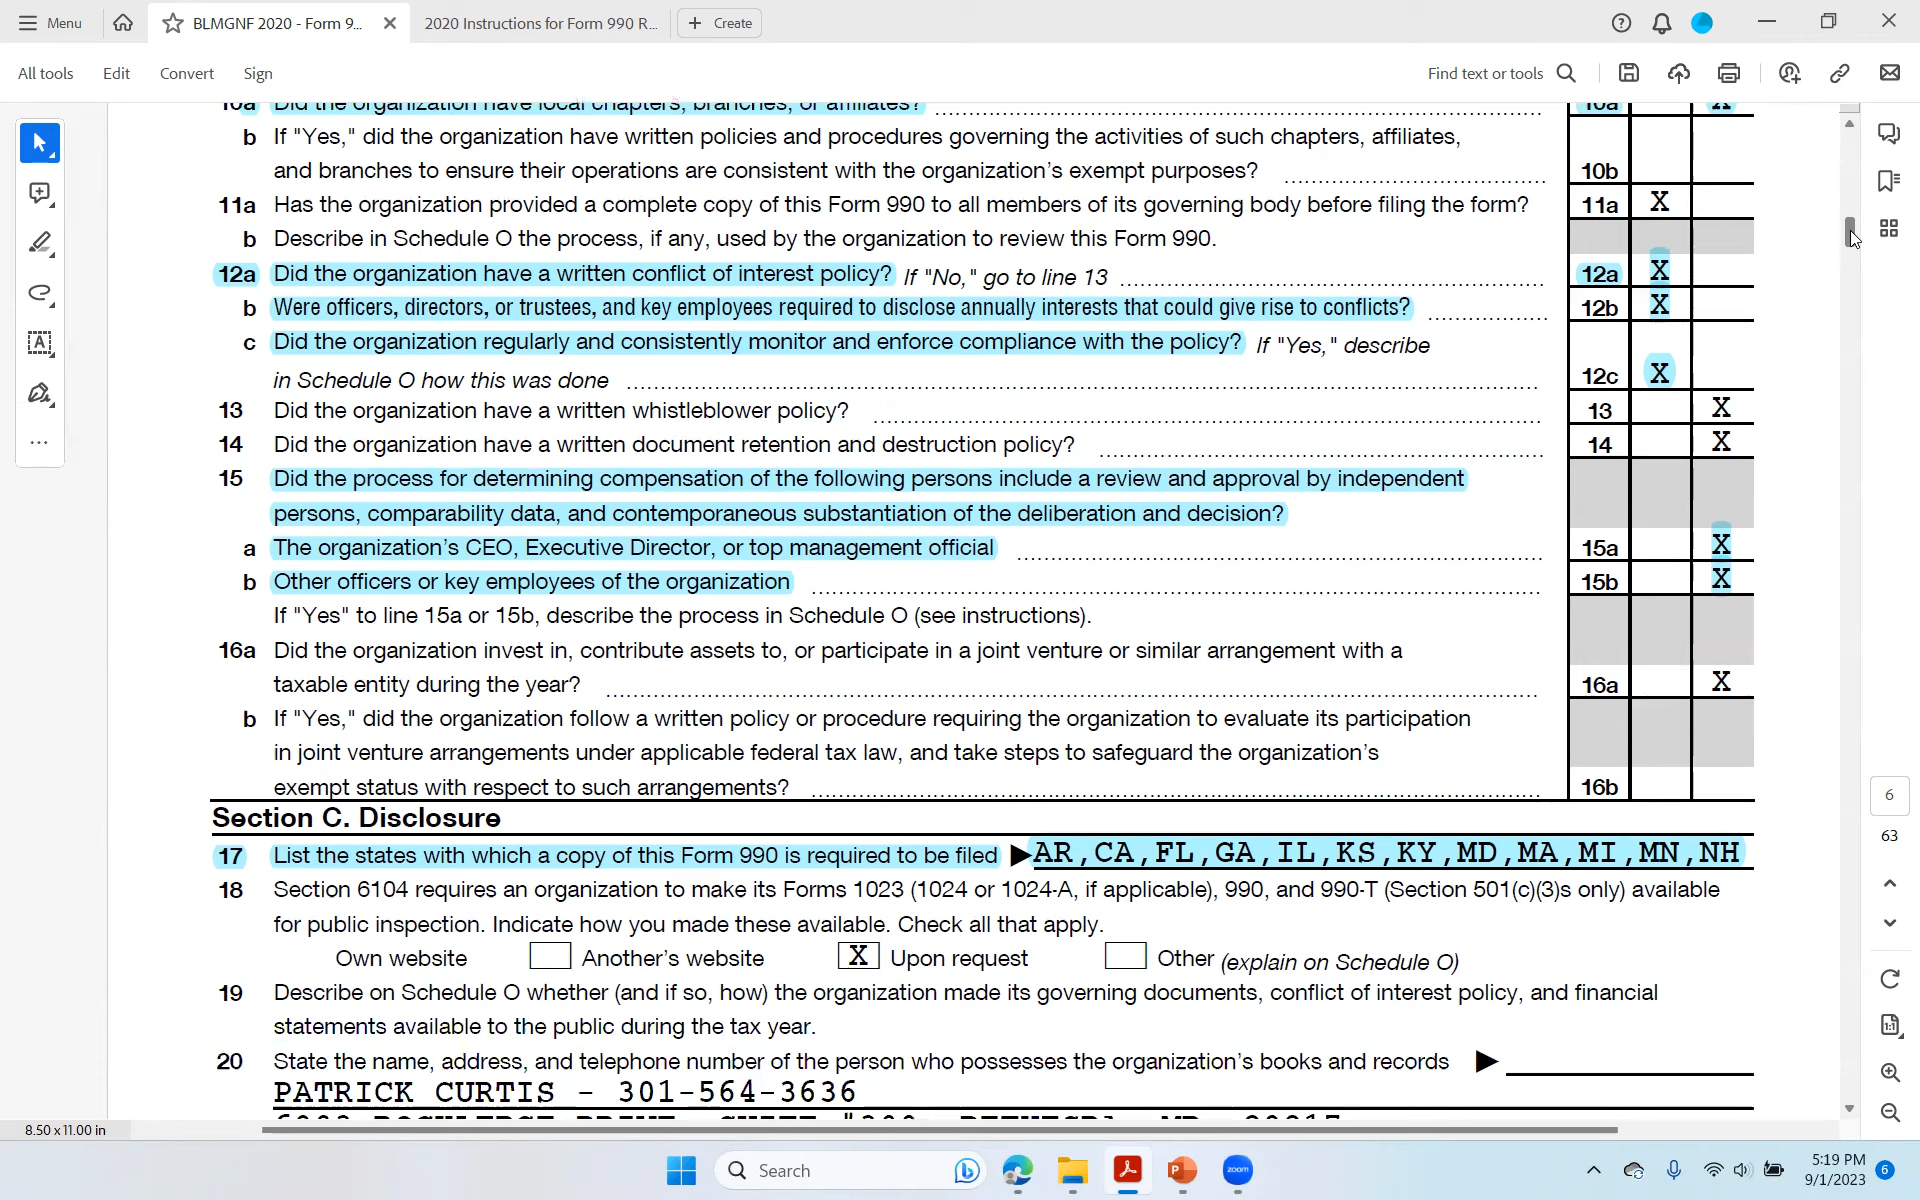 Menu
BLMGNF 2020 - Form 9...
2020 Instructions for Form 990 R...
Create
All tools
Edit
Convert
Sign
Find text or tools
10a Did the organization have local chapters, branches, or affiliates? 10a X
b If "Yes," did the organization have written policies and procedures governing the activities of such chapters, affiliates,
and branches to ensure their operations are consistent with the organization's exempt purposes? 10b
11a Has the organization provided a complete copy of this Form 990 to all members of its governing body before filing the form? 11a X
b Describe in Schedule O the process, if any, used by the organization to review this Form 990.
12a Did the organization have a written conflict of interest policy? If "No," go to line 13 12a X
b Were officers, directors, or trustees, and key employees required to disclose annually interests that could give rise to conflicts? 12b X
c Did the organization regularly and consistently monitor and enforce compliance with the policy? If "Yes," describe
in Schedule O how this was done 12c X
13 Did the organization have a written whistleblower policy? 13 X
14 Did the organization have a written document retention and destruction policy? 14 X
15 Did the process for determining compensation of the following persons include a review and approval by independent
persons, comparability data, and contemporaneous substantiation of the deliberation and decision?
a The organization's CEO, Executive Director, or top management official 15a X
b Other officers or key employees of the organization 15b X
If "Yes" to line 15a or 15b, describe the process in Schedule O (see instructions).
16a Did the organization invest in, contribute assets to, or participate in a joint venture or similar arrangement with a
taxable entity during the year? 16a X
b If "Yes," did the organization follow a written policy or procedure requiring the organization to evaluate its participation
in joint venture arrangements under applicable federal tax law, and take steps to safeguard the organization's
exempt status with respect to such arrangements? 16b
Section C. Disclosure
17 List the states with which a copy of this Form 990 is required to be filed ▶AR,CA,FL,GA,IL,KS,KY,MD,MA,MI,MN,NH
18 Section 6104 requires an organization to make its Forms 1023 (1024 or 1024-A, if applicable), 990, and 990-T (Section 501(c)(3)s only) available
for public inspection. Indicate how you made these available. Check all that apply.
Own website Another's website X Upon request Other (explain on Schedule O)
19 Describe on Schedule O whether (and if so, how) the organization made its governing documents, conflict of interest policy, and financial
statements available to the public during the tax year.
20 State the name, address, and telephone number of the person who possesses the organization's books and records ▶
PATRICK CURTIS - 301-564-3636
6
63
8.50 x 11.00 in
Search
zoom
5:19 PM
9/1/2023
6